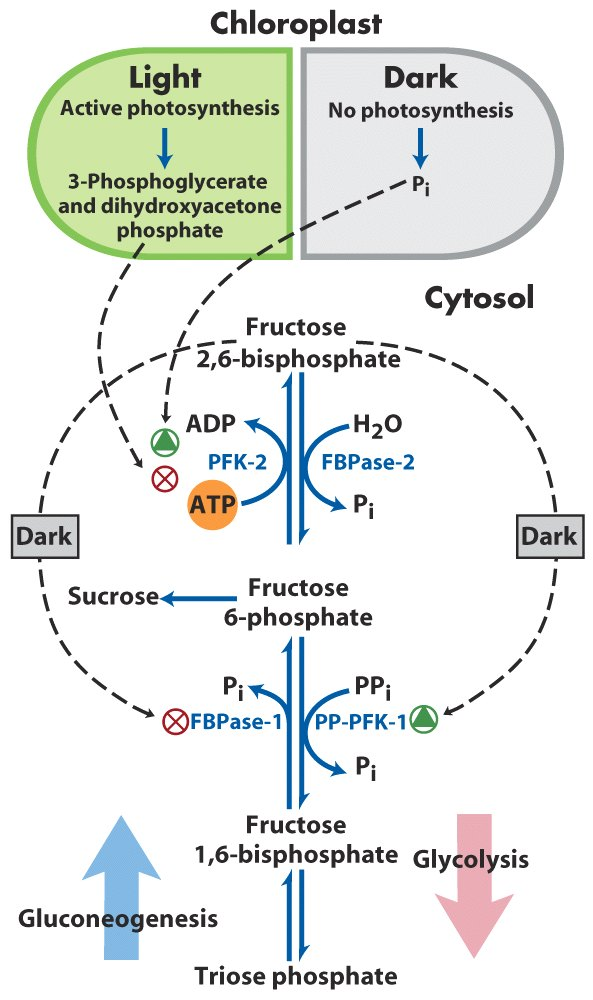 Chloroplast
Light
Active photosynthesis
3-Phosphoglycerate
and dihydroxyacetone
phosphate
Dark
No photosynthesis
Pi
Cytosol
Fructose
2,6-bisphosphate
ADP
H2O
PFK-2
FBPase-2
ATP
Pi
Dark
Dark
Sucrose
Fructose
6-phosphate
Pi
PPi
FBPase-1
PP-PFK-1
Pi
Fructose
1,6-bisphosphate
Glycolysis
Gluconeogenesis
Triose phosphate